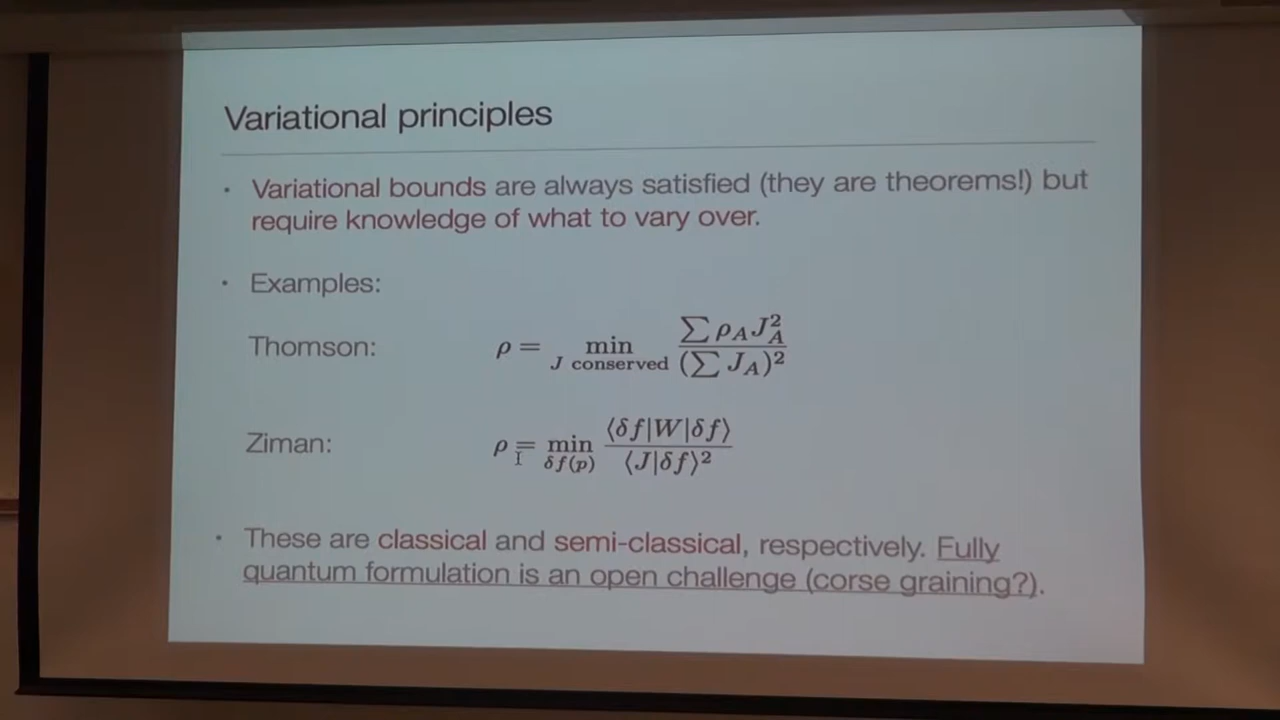 Variational principles
· Variational bounds are always satisfied (they are theorems!) but
require knowledge of what to vary over.
· Examples:
Thomson: ρ = min_{J conserved} ∑ ρ_A J_A^2 / (∑ J_A)^2
Ziman: ρ = min_{δf(p)} ⟨δf|W|δf⟩ / ⟨J|δf⟩^2
· These are classical and semi-classical, respectively. Fully
quantum formulation is an open challenge (corse graining?).